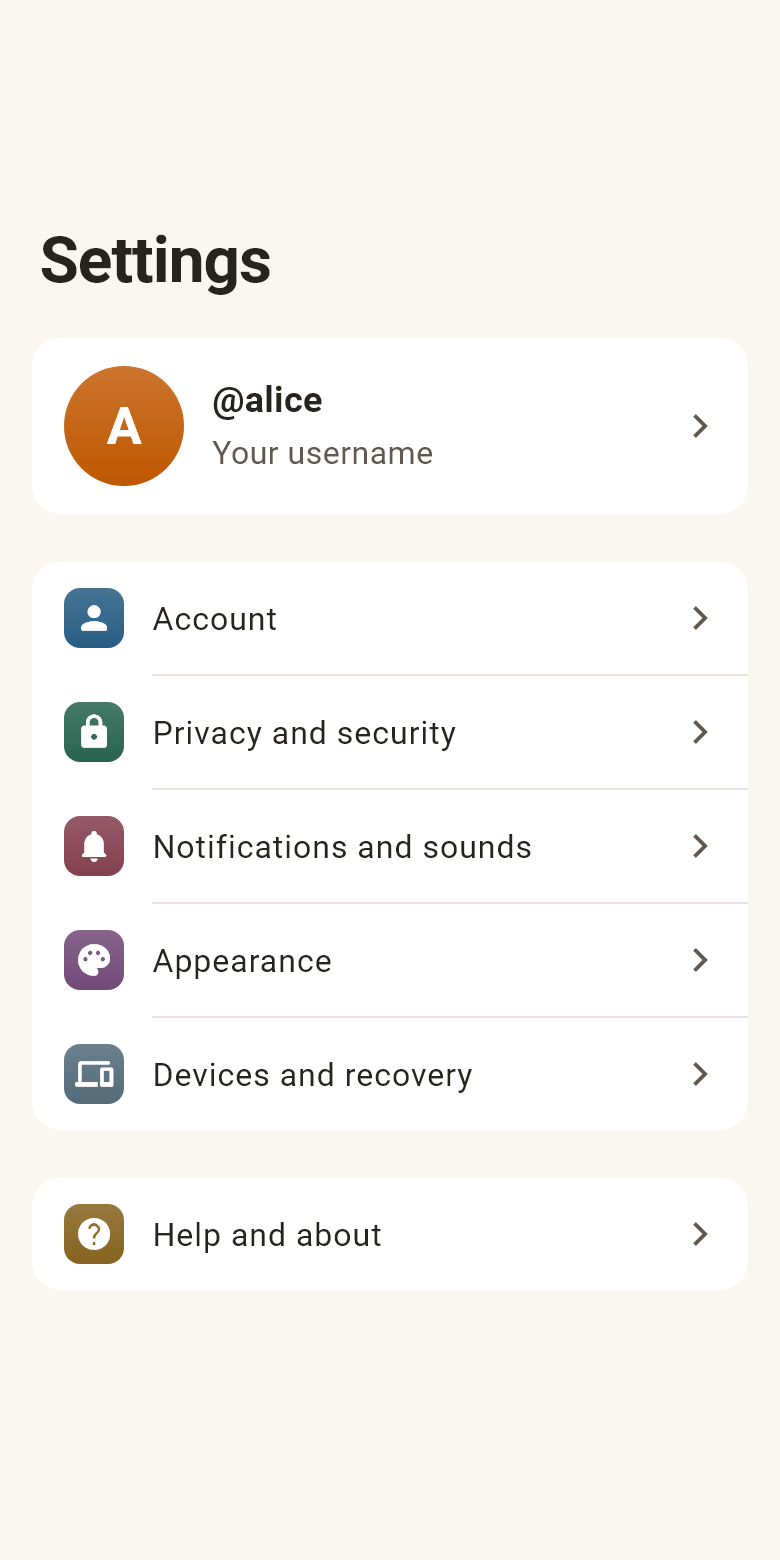 Settings
A
@alice
Your username
Account
Privacy and security
Notifications and sounds
Appearance
Devices and recovery
Help and about